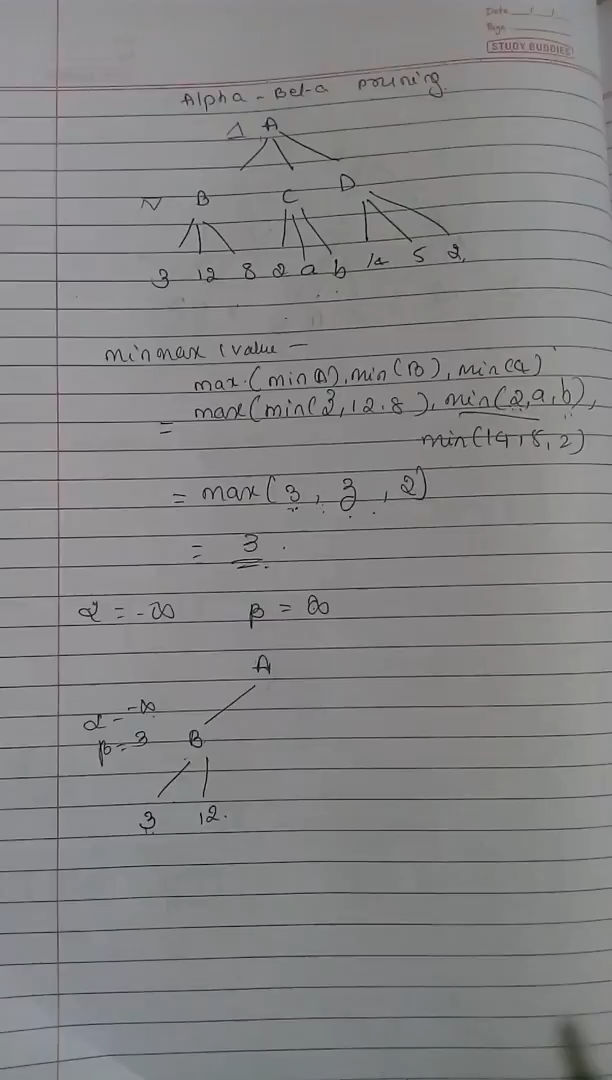 Date
Page
STUDY BUDDIES
Alpha - Beta pruning.
Δ A
B C D
3 12 8 2 a b 14 5 2
minmax value -
max (min A), min(B), min(C)
= max(min(3,12.8), min(2,a,b),
min(14,5,2)
= max(3, 3, 2)
= 3.
α = -∞ β = ∞
A
α = -∞
β = 3 B
3 12.